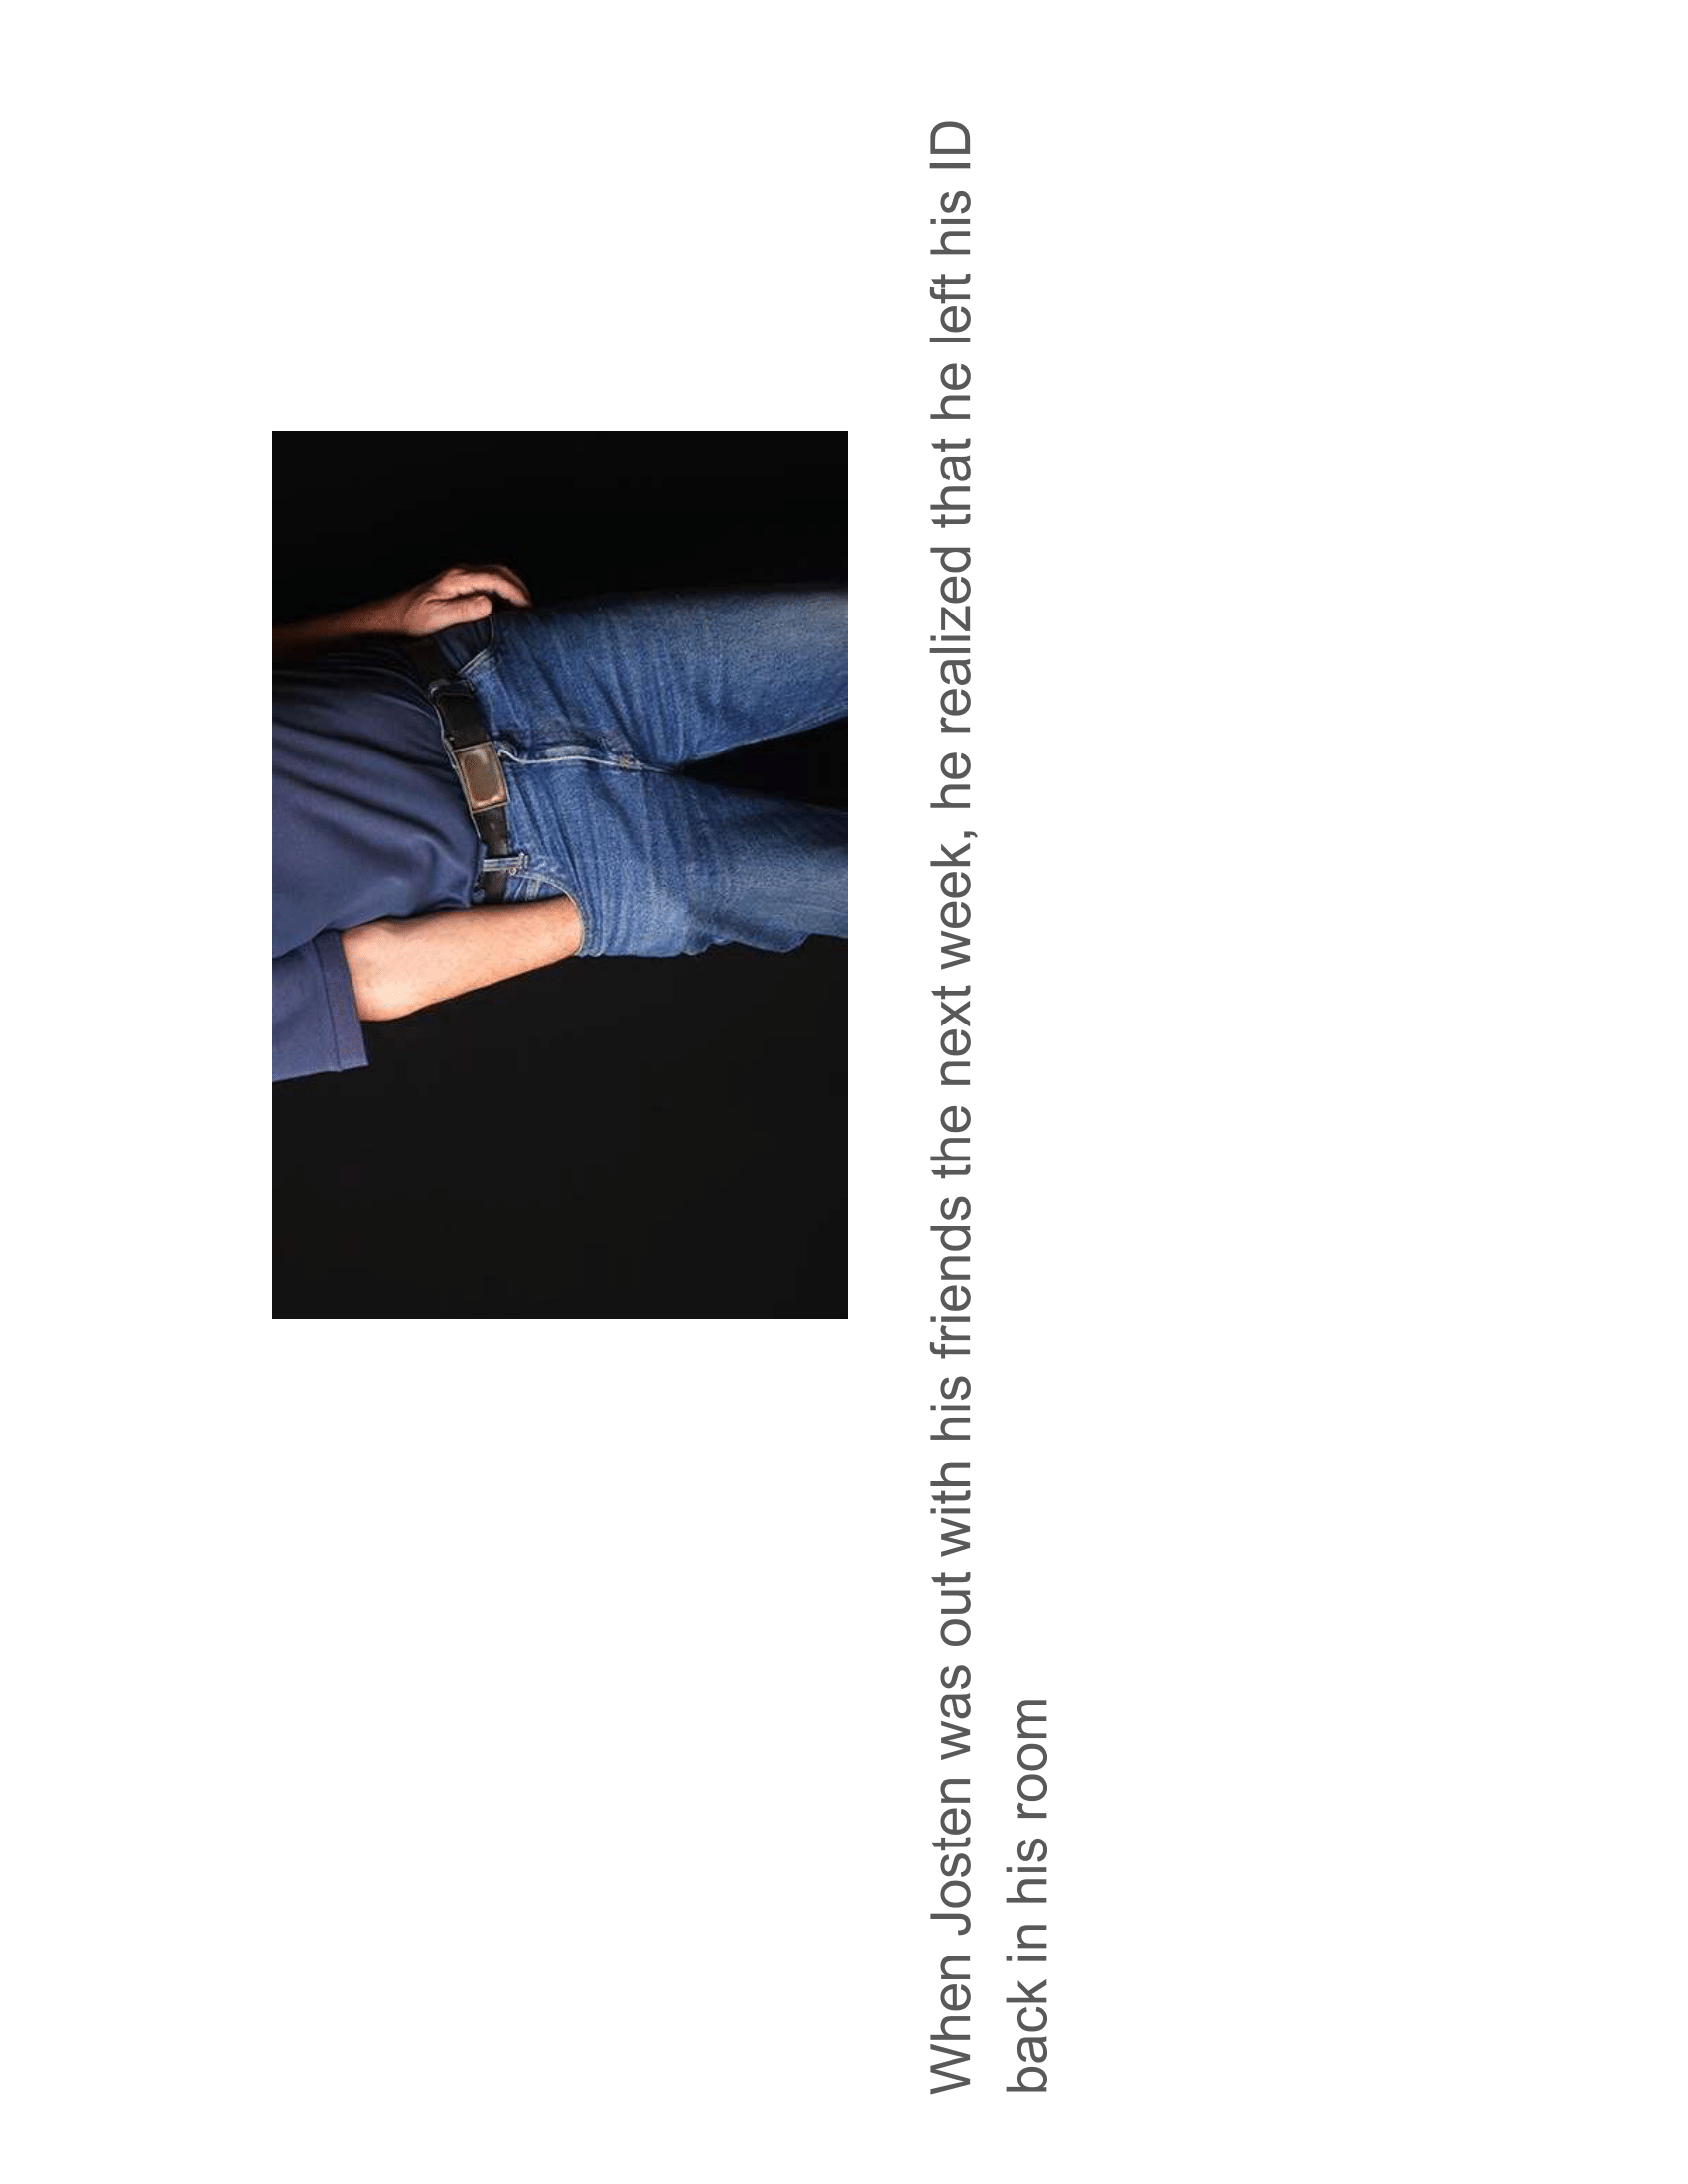 When Josten was out with his friends the next week, he realized that he left his ID
back in his room